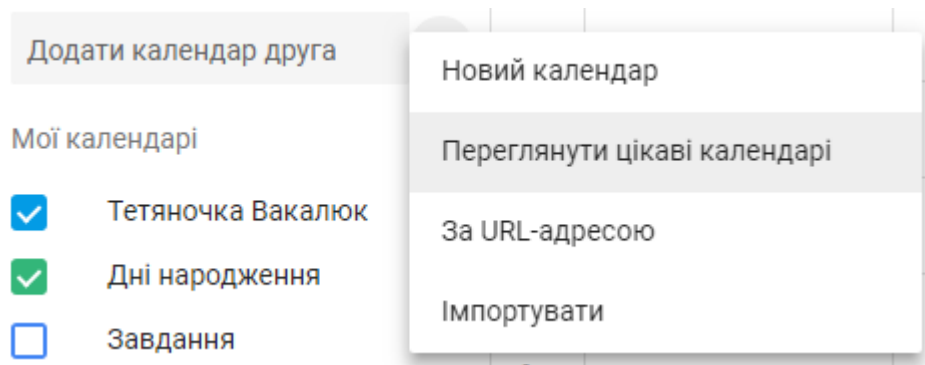 Додати календар друга
Мої календарі
Тетяночка Вакалюк
Дні народження
Завдання
Новий календар
Переглянути цікаві календарі
За URL-адресою
Імпортувати